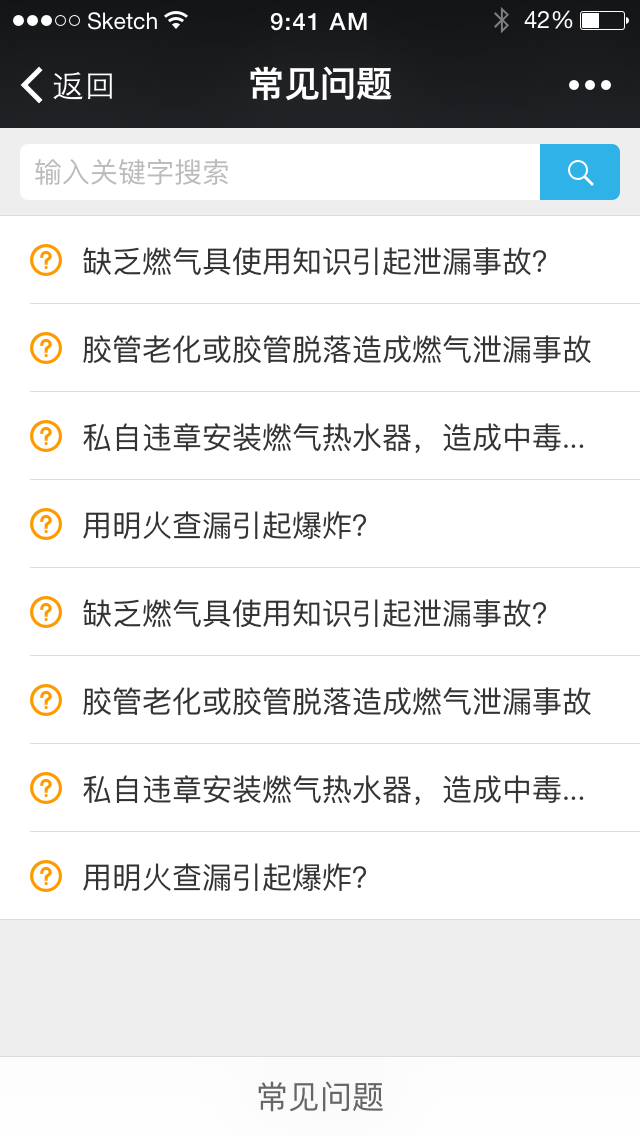 Sketch 9:41 AM 42%
返回 常见问题
输入关键字搜索
缺乏燃气具使用知识引起泄漏事故?
胶管老化或胶管脱落造成燃气泄漏事故
私自违章安装燃气热水器，造成中毒...
用明火查漏引起爆炸?
缺乏燃气具使用知识引起泄漏事故?
胶管老化或胶管脱落造成燃气泄漏事故
私自违章安装燃气热水器，造成中毒...
用明火查漏引起爆炸?
常见问题